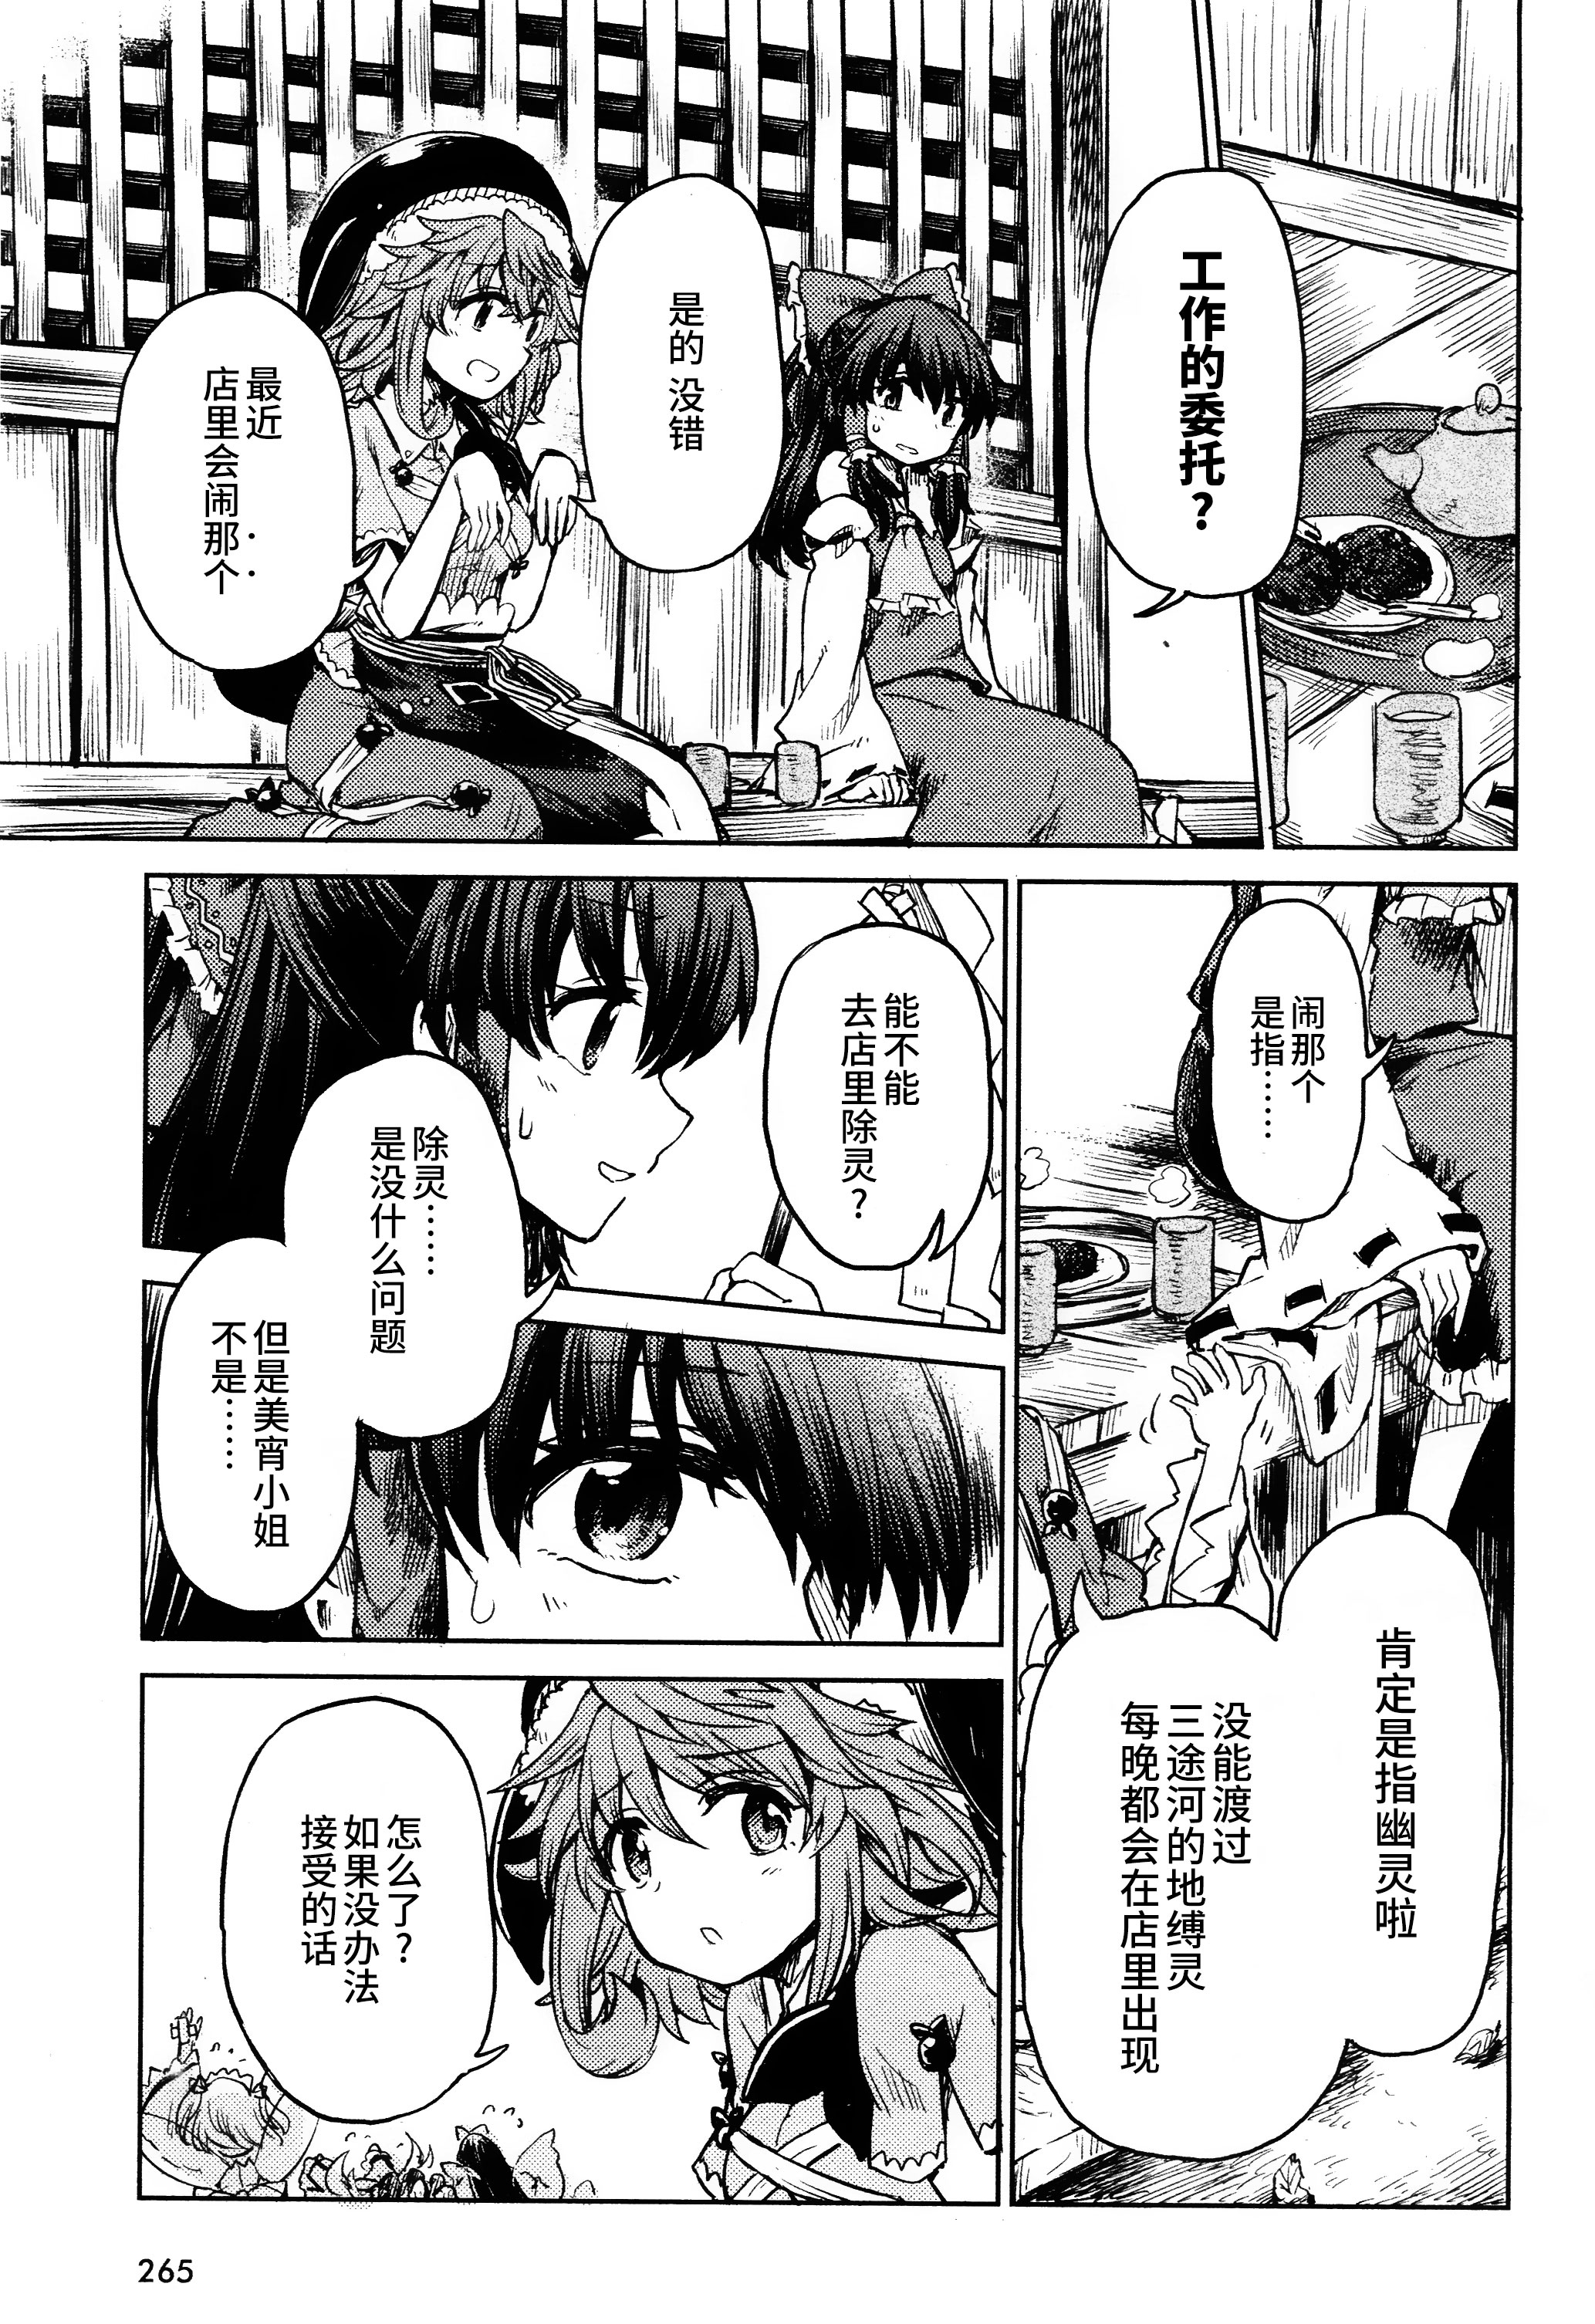 工作的委托?
是的 没错
最近
店里会闹那个
闹那个
是指……
肯定是指幽灵啦
没能渡过
三途河的地缚灵
每晚都会在店里出现
能不能
去店里除灵?
除灵……
是没什么问题
但是美宵小姐
不是……
怎么了?
如果没办法
接受的话
265